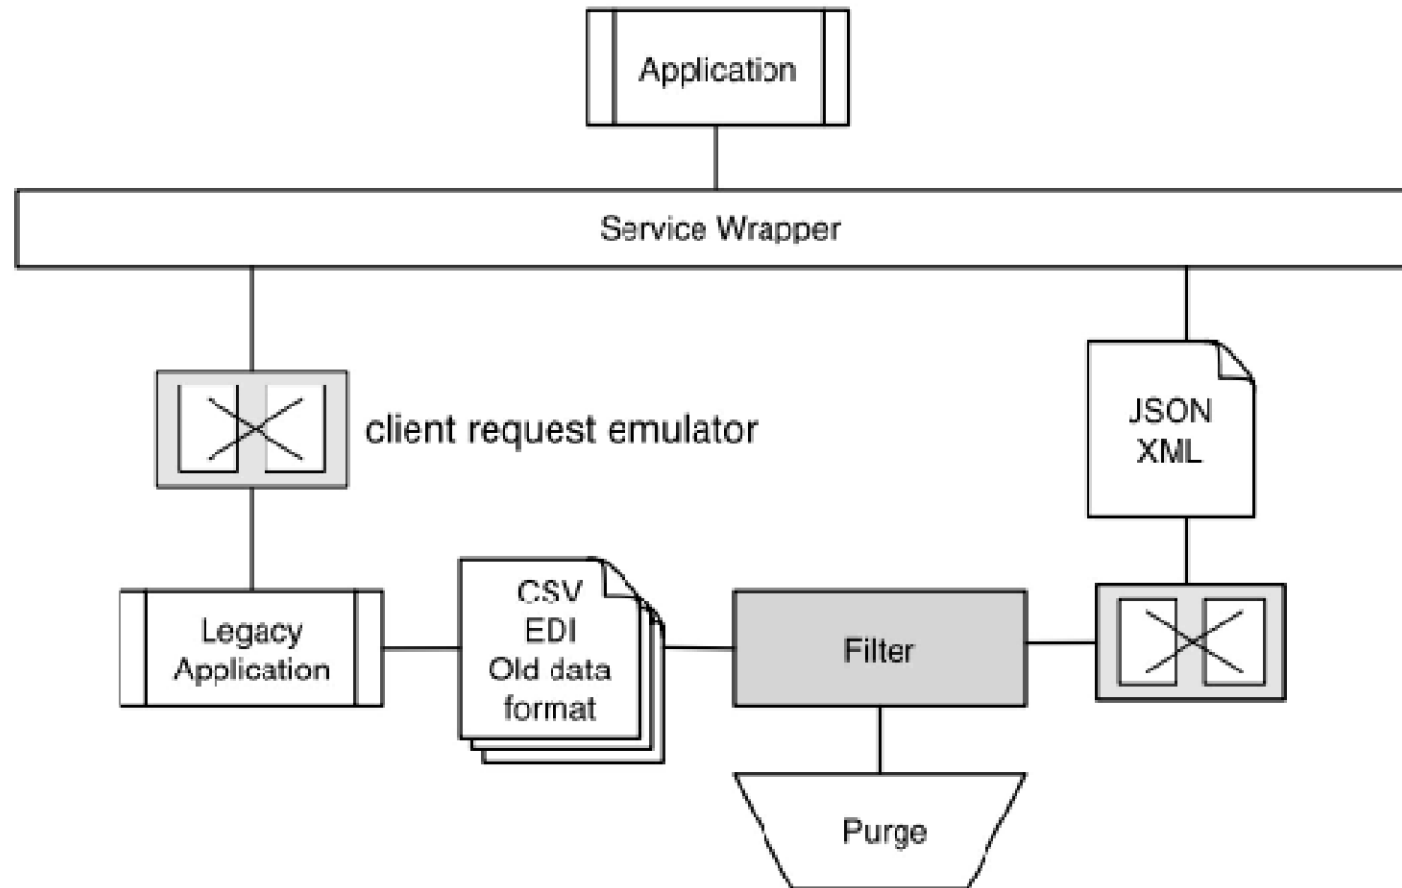 Application
Service Wrapper
client request emulator
JSON
XML
Legacy
Application
CSV
EDI
Old data
format
Filter
Purge